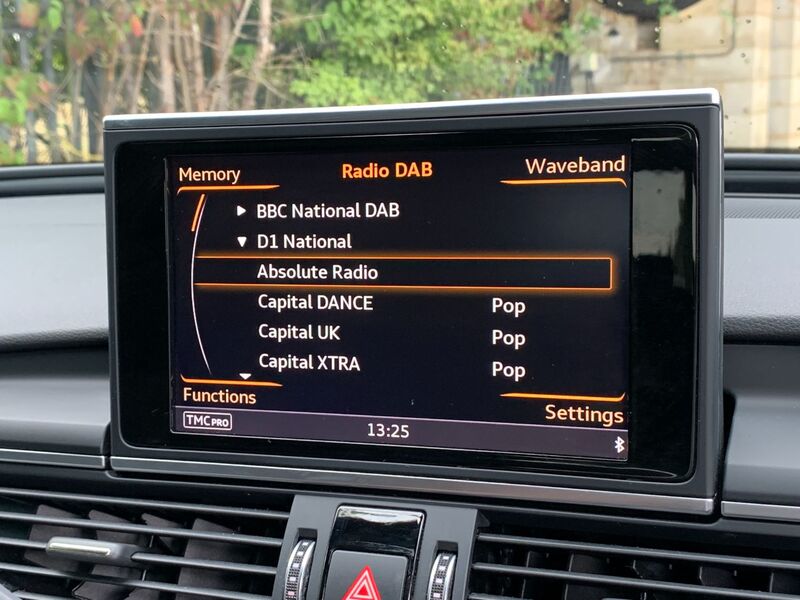 Memory
Radio DAB
Waveband
BBC National DAB
D1 National
Absolute Radio
Capital DANCE Pop
Capital UK Pop
Capital XTRA Pop
Functions
Settings
TMC PRO
13:25